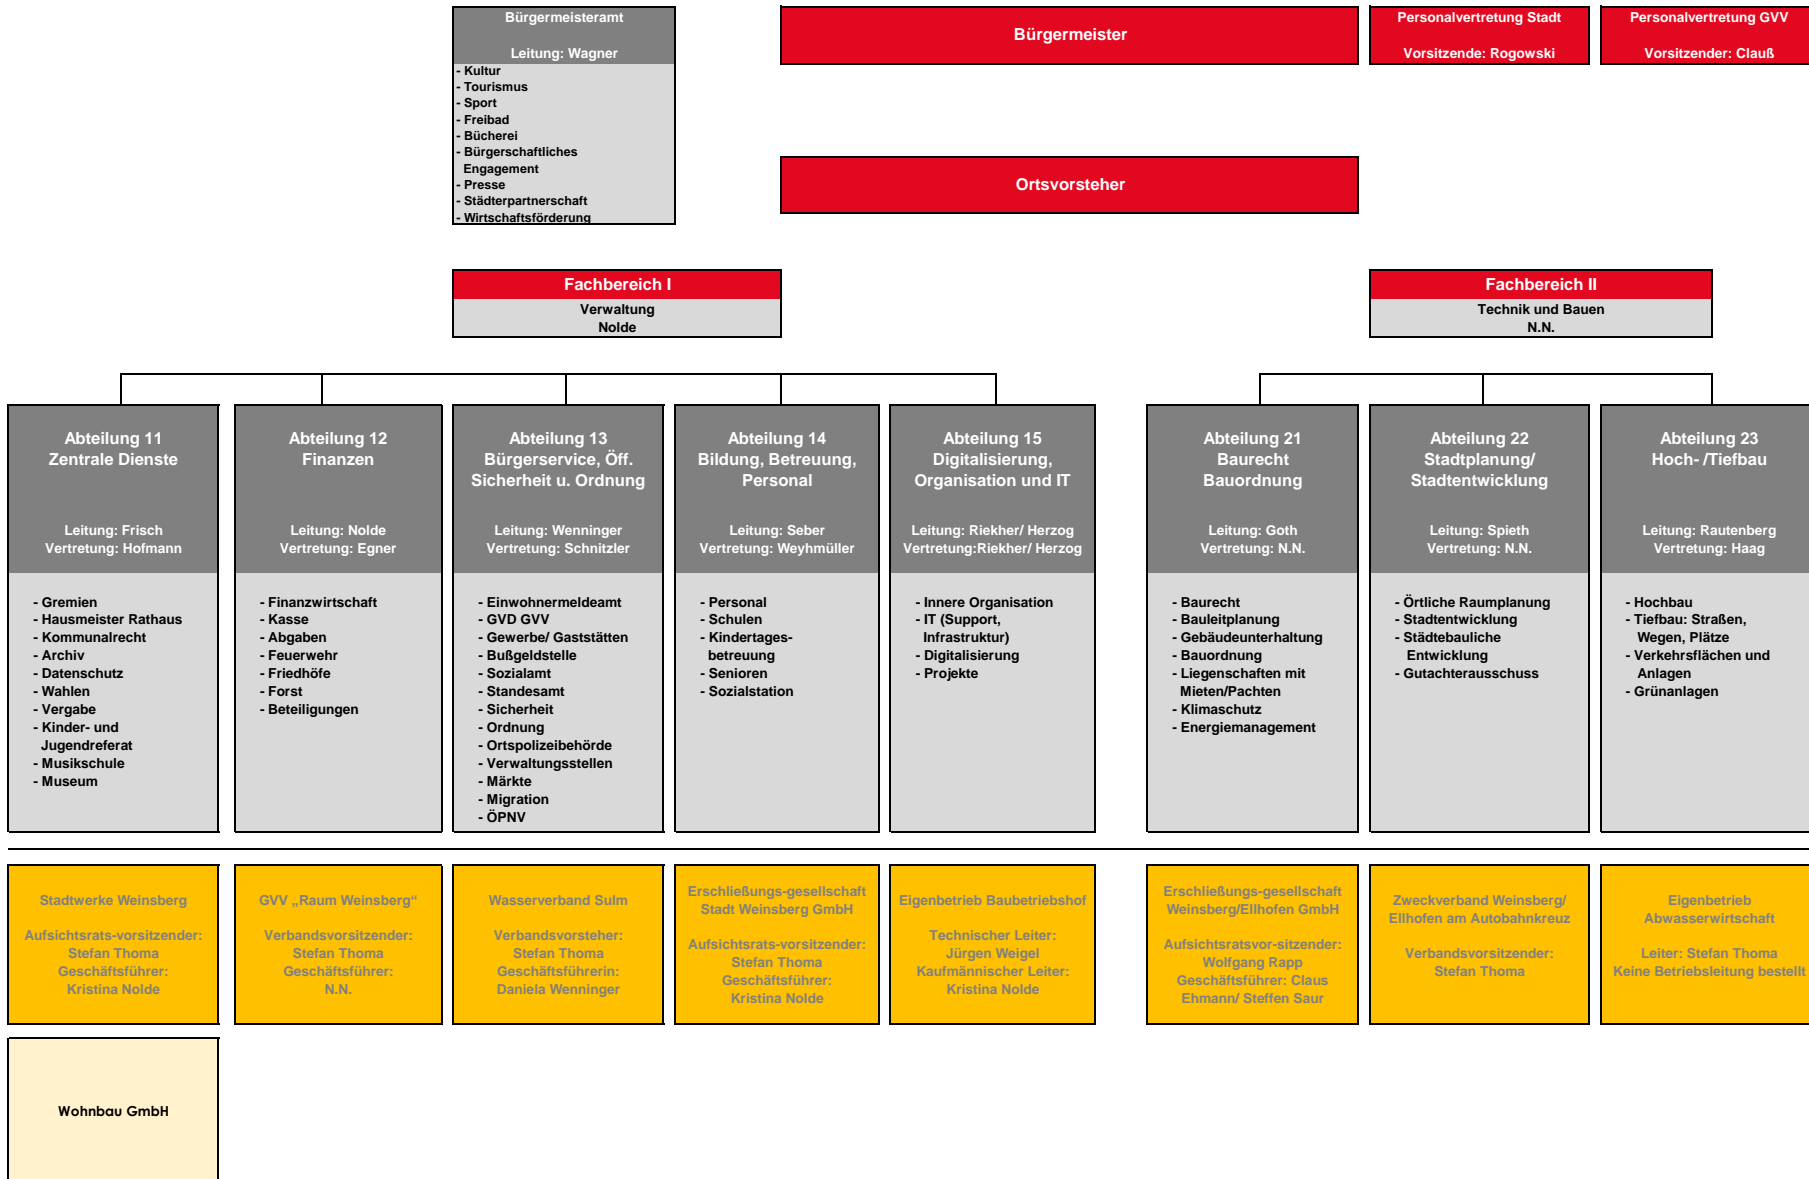 Bürgermeisteramt
Leitung: Wagner
- Kultur
- Tourismus
- Sport
- Freibad
- Bücherei
- Bürgerschaftliches
Engagement
- Presse
- Städterpartnerschaft
- Wirtschaftsförderung
Bürgermeister
Personalvertretung Stadt
Vorsitzende: Rogowski
Personalvertretung GVV
Vorsitzender: Clauß
Ortsvorsteher
Fachbereich I
Verwaltung
Nolde
Fachbereich II
Technik und Bauen
N.N.
Abteilung 11
Zentrale Dienste
Leitung: Frisch
Vertretung: Hofmann
- Gremien
- Hausmeister Rathaus
- Kommunalrecht
- Archiv
- Datenschutz
- Wahlen
- Vergabe
- Kinder- und
Jugendreferat
- Musikschule
- Museum
Abteilung 12
Finanzen
Leitung: Nolde
Vertretung: Egner
- Finanzwirtschaft
- Kasse
- Abgaben
- Feuerwehr
- Friedhöfe
- Forst
- Beteiligungen
Abteilung 13
Bürgerservice, Öff.
Sicherheit u. Ordnung
Leitung: Wenninger
Vertretung: Schnitzler
- Einwohnermeldeamt
- GVD GVV
- Gewerbe/ Gaststätten
- Bußgeldstelle
- Sozialamt
- Standesamt
- Sicherheit
- Ordnung
- Ortspolizeibehörde
- Verwaltungsstellen
- Märkte
- Migration
- ÖPNV
Abteilung 14
Bildung, Betreuung,
Personal
Leitung: Seber
Vertretung: Weyhmüller
- Personal
- Schulen
- Kindertages-
betreuung
- Senioren
- Sozialstation
Abteilung 15
Digitalisierung,
Organisation und IT
Leitung: Riekher/ Herzog
Vertretung:Riekher/ Herzog
- Innere Organisation
- IT (Support,
Infrastruktur)
- Digitalisierung
- Projekte
Abteilung 21
Baurecht
Bauordnung
Leitung: Goth
Vertretung: N.N.
- Baurecht
- Bauleitplanung
- Gebäudeunterhaltung
- Bauordnung
- Liegenschaften mit
Mieten/Pachten
- Klimaschutz
- Energiemanagement
Abteilung 22
Stadtplanung/
Stadtentwicklung
Leitung: Spieth
Vertretung: N.N.
- Örtliche Raumplanung
- Stadtentwicklung
- Städtebauliche
Entwicklung
- Gutachterausschuss
Abteilung 23
Hoch- /Tiefbau
Leitung: Rautenberg
Vertretung: Haag
- Hochbau
- Tiefbau: Straßen,
Wegen, Plätze
- Verkehrsflächen und
Anlagen
- Grünanlagen
Stadtwerke Weinsberg
Aufsichtsrats-vorsitzender:
Stefan Thoma
Geschäftsführer:
Kristina Nolde
GVV „Raum Weinsberg“
Verbandsvorsitzender:
Stefan Thoma
Geschäftsführer:
N.N.
Wasserverband Sulm
Verbandsvorsteher:
Stefan Thoma
Geschäftsführerin:
Daniela Wenninger
Erschließungs-gesellschaft
Stadt Weinsberg GmbH
Aufsichtsrats-vorsitzender:
Stefan Thoma
Geschäftsführer:
Kristina Nolde
Eigenbetrieb Baubetriebshof
Technischer Leiter:
Jürgen Weigel
Kaufmännischer Leiter:
Kristina Nolde
Erschließungs-gesellschaft
Weinsberg/Ellhofen GmbH
Aufsichtsratsvor-sitzender:
Wolfgang Rapp
Geschäftsführer: Claus
Ehmann/ Steffen Saur
Zweckverband Weinsberg/
Ellhofen am Autobahnkreuz
Verbandsvorsitzender:
Stefan Thoma
Eigenbetrieb
Abwasserwirtschaft
Leiter: Stefan Thoma
Keine Betriebsleitung bestellt
Wohnbau GmbH